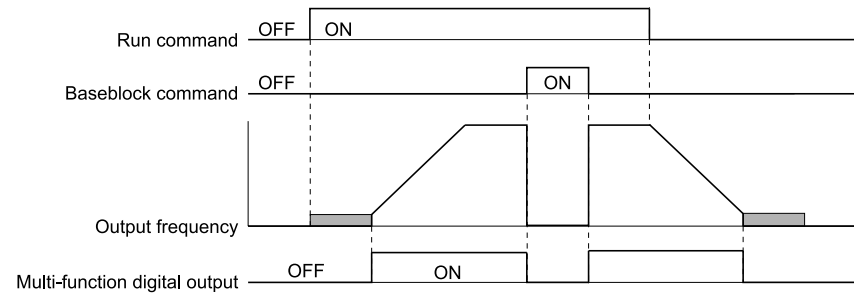 OFF ON
Run command
OFF ON
Baseblock command
Output frequency
OFF ON
Multi-function digital output